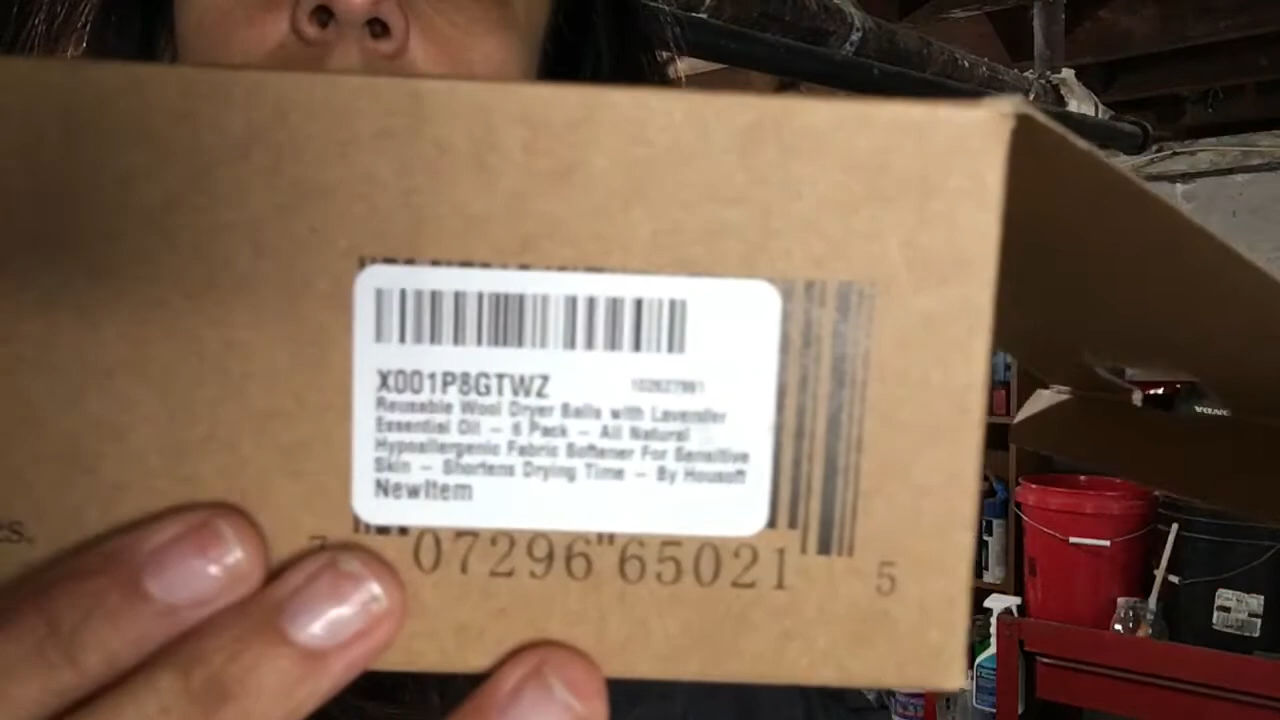 X001P8GTWZ
Reusable Wool Dryer Balls with Lavender
Essential Oil - 6 Pack - All Natural
Hypoallergenic Fabric Softener For Sensitive
Skin - Shortens Drying Time - By Housoft
NewItem
7 07296"65021 5